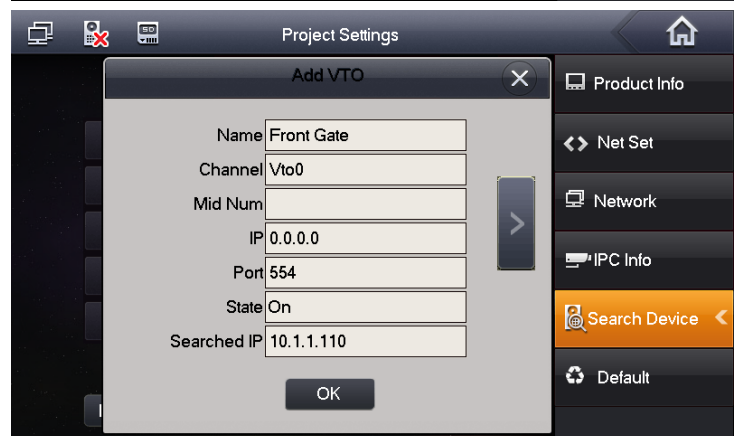 SD
Project Settings
Add VTO
Name Front Gate
Channel Vto0
Mid Num
IP 0.0.0.0
Port 554
State On
Searched IP 10.1.1.110
OK
Product Info
Net Set
Network
IPC Info
Search Device
Default